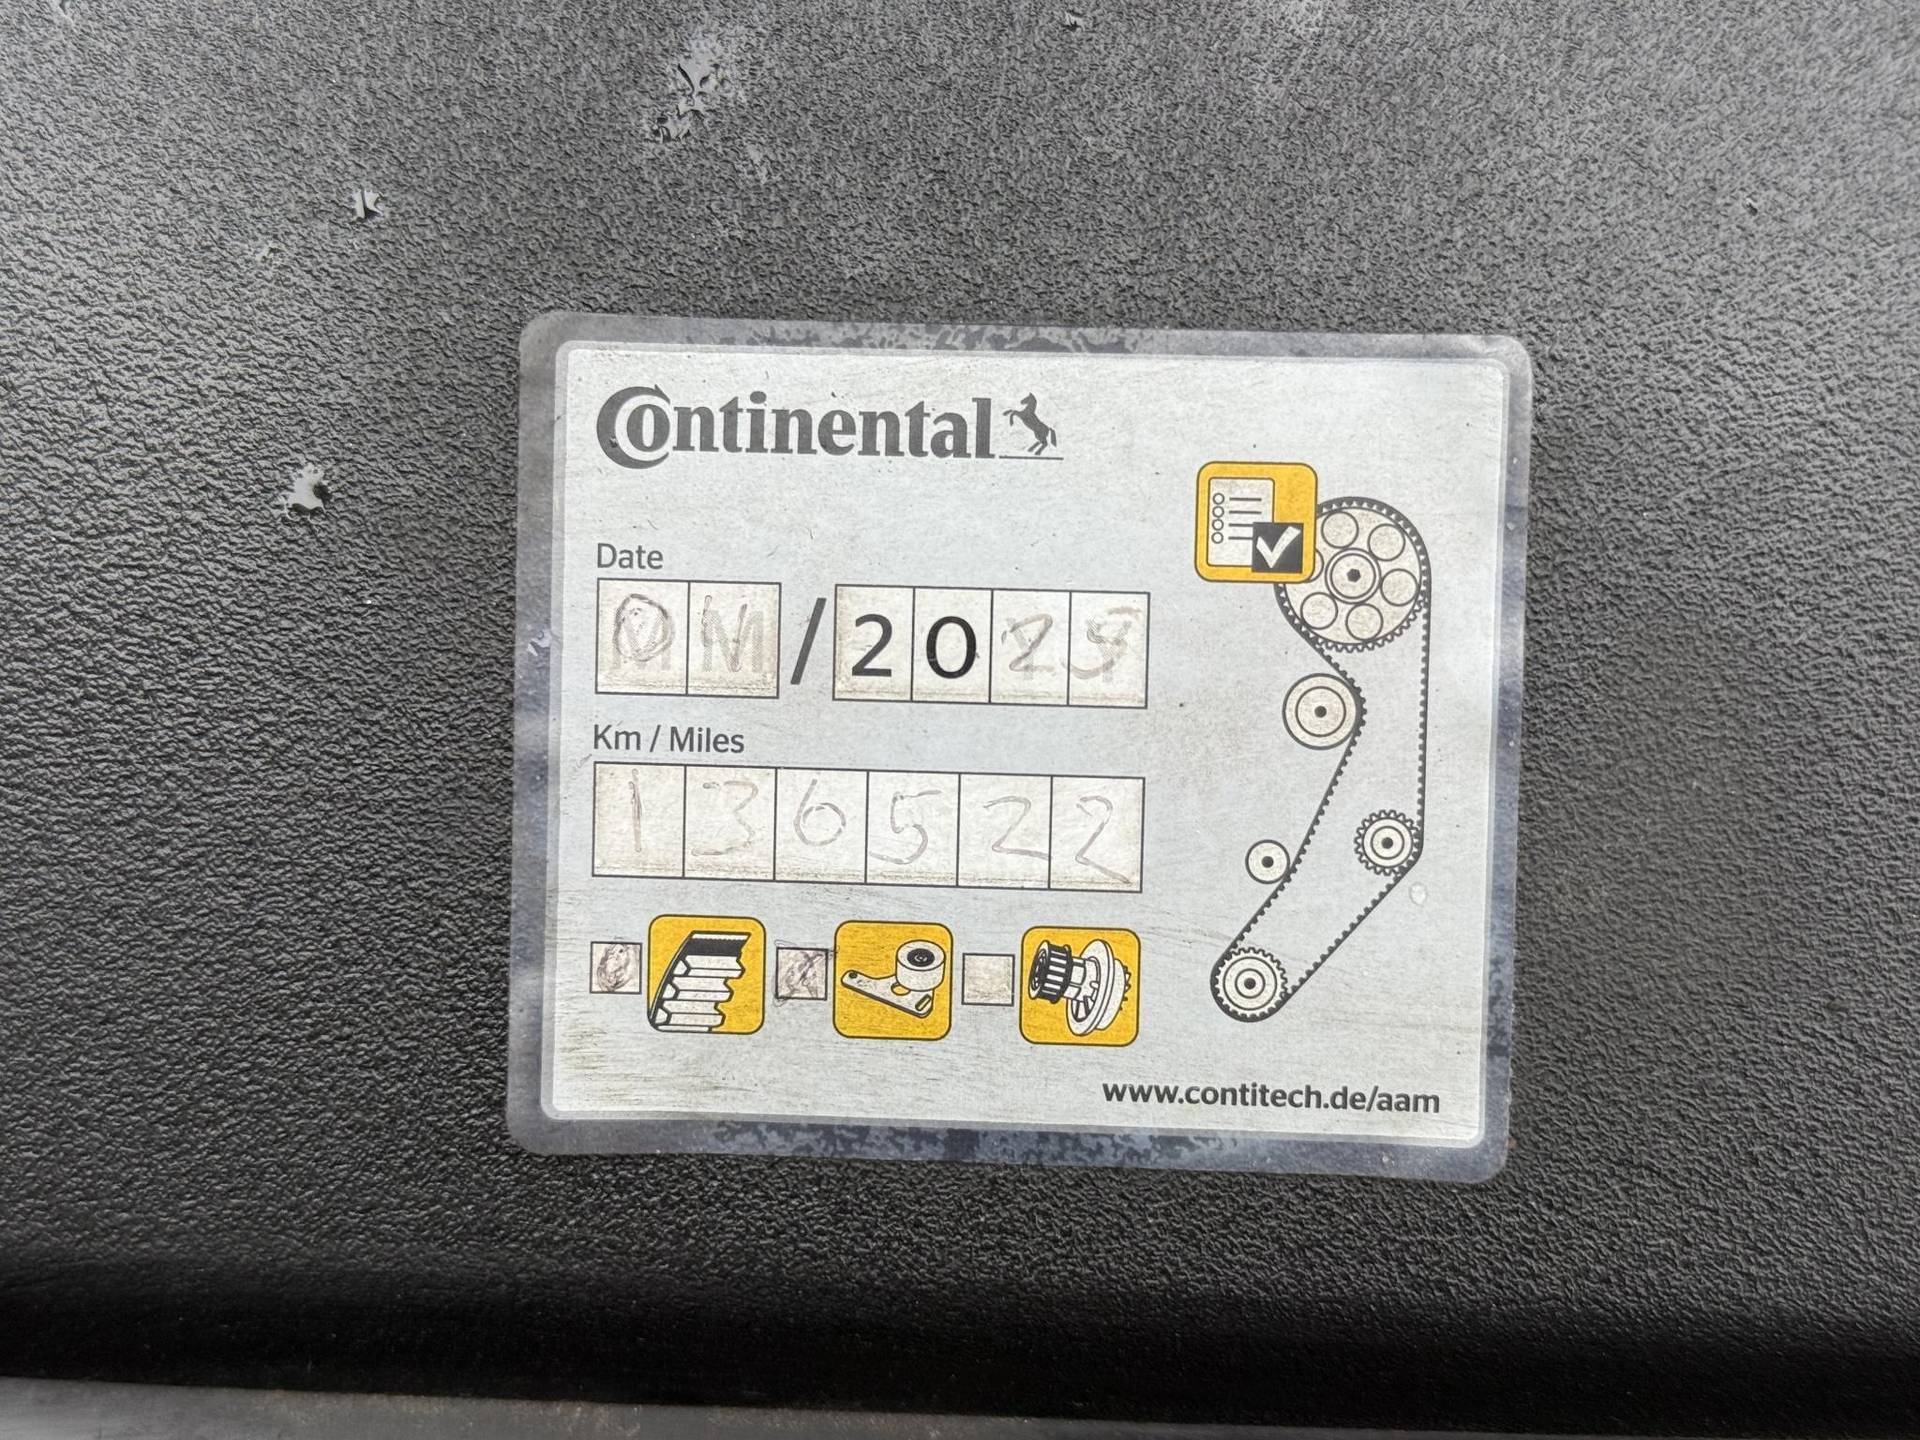 Continental
Date
/ 20
Km / Miles
136522
www.contitech.de/aam